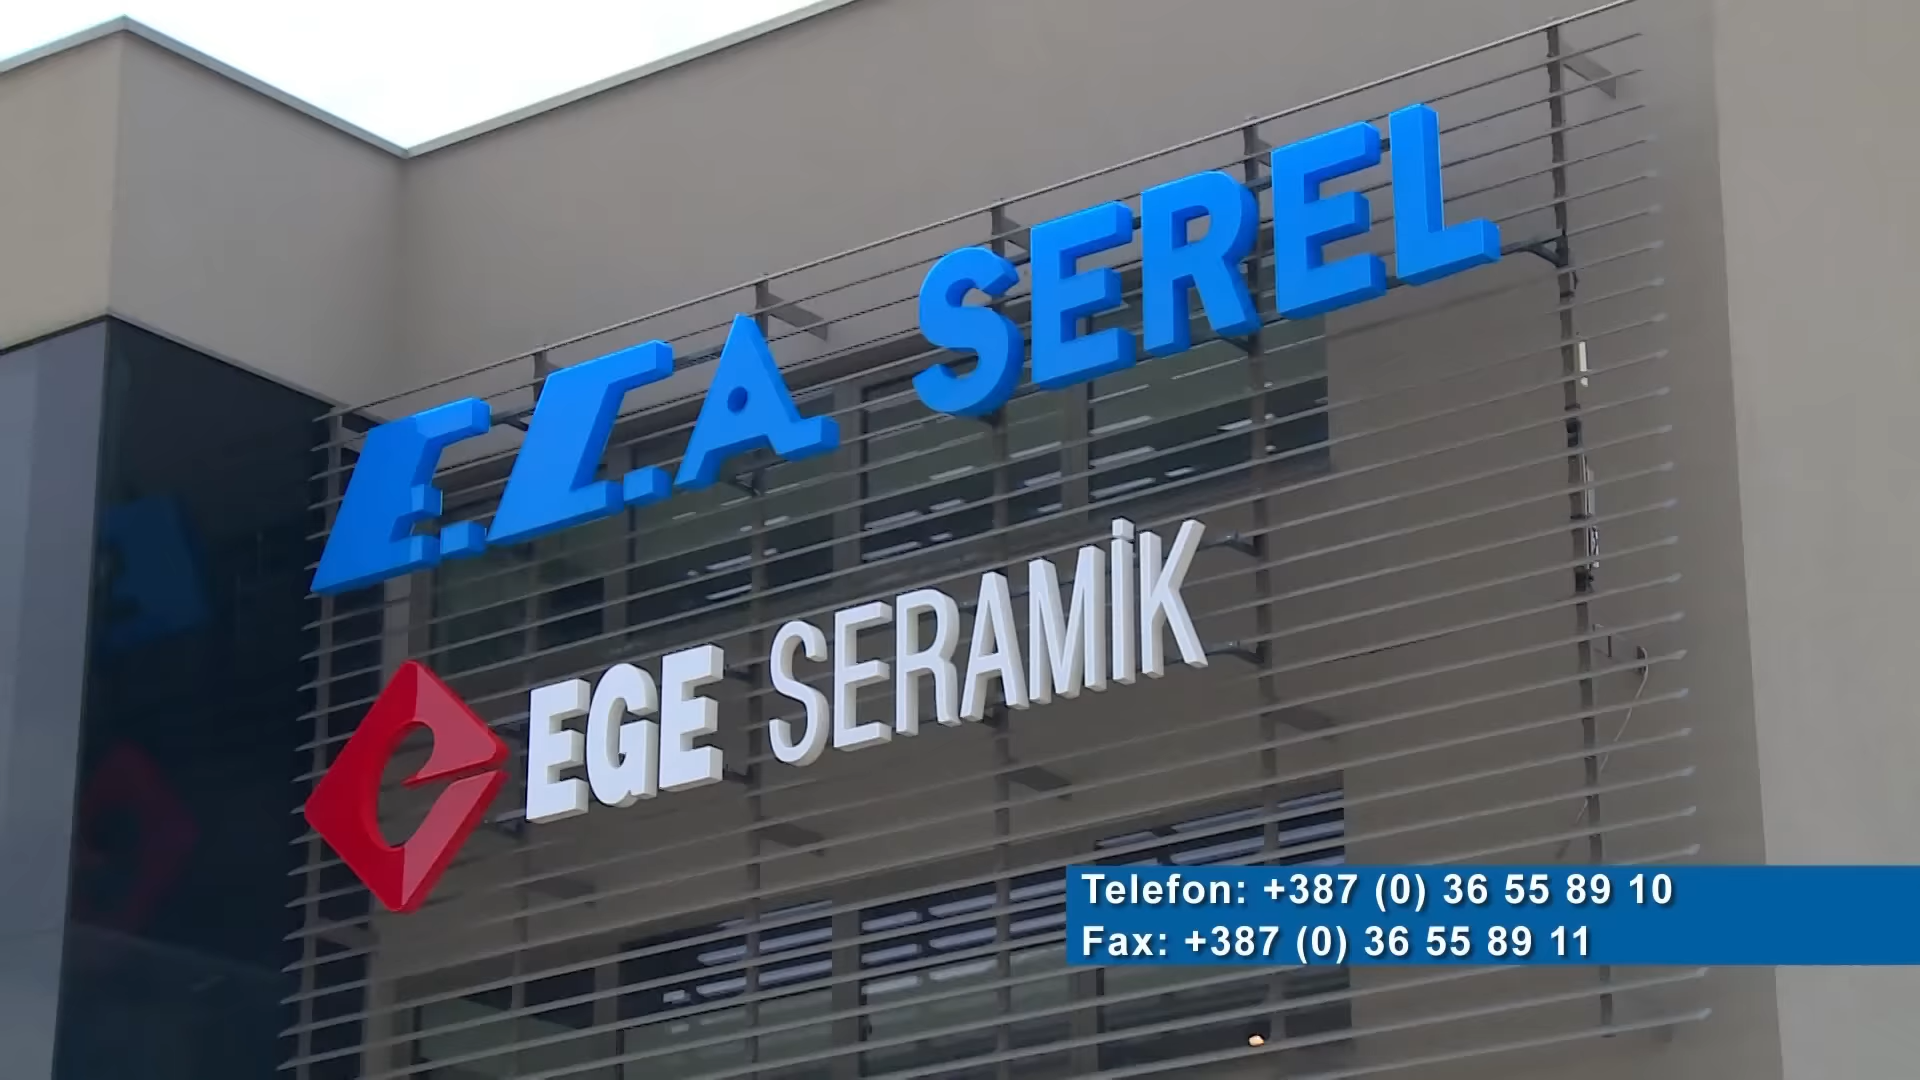 E.C.A SEREL
EGE SERAMİK
Telefon: +387 (0) 36 55 89 10
Fax: +387 (0) 36 55 89 11